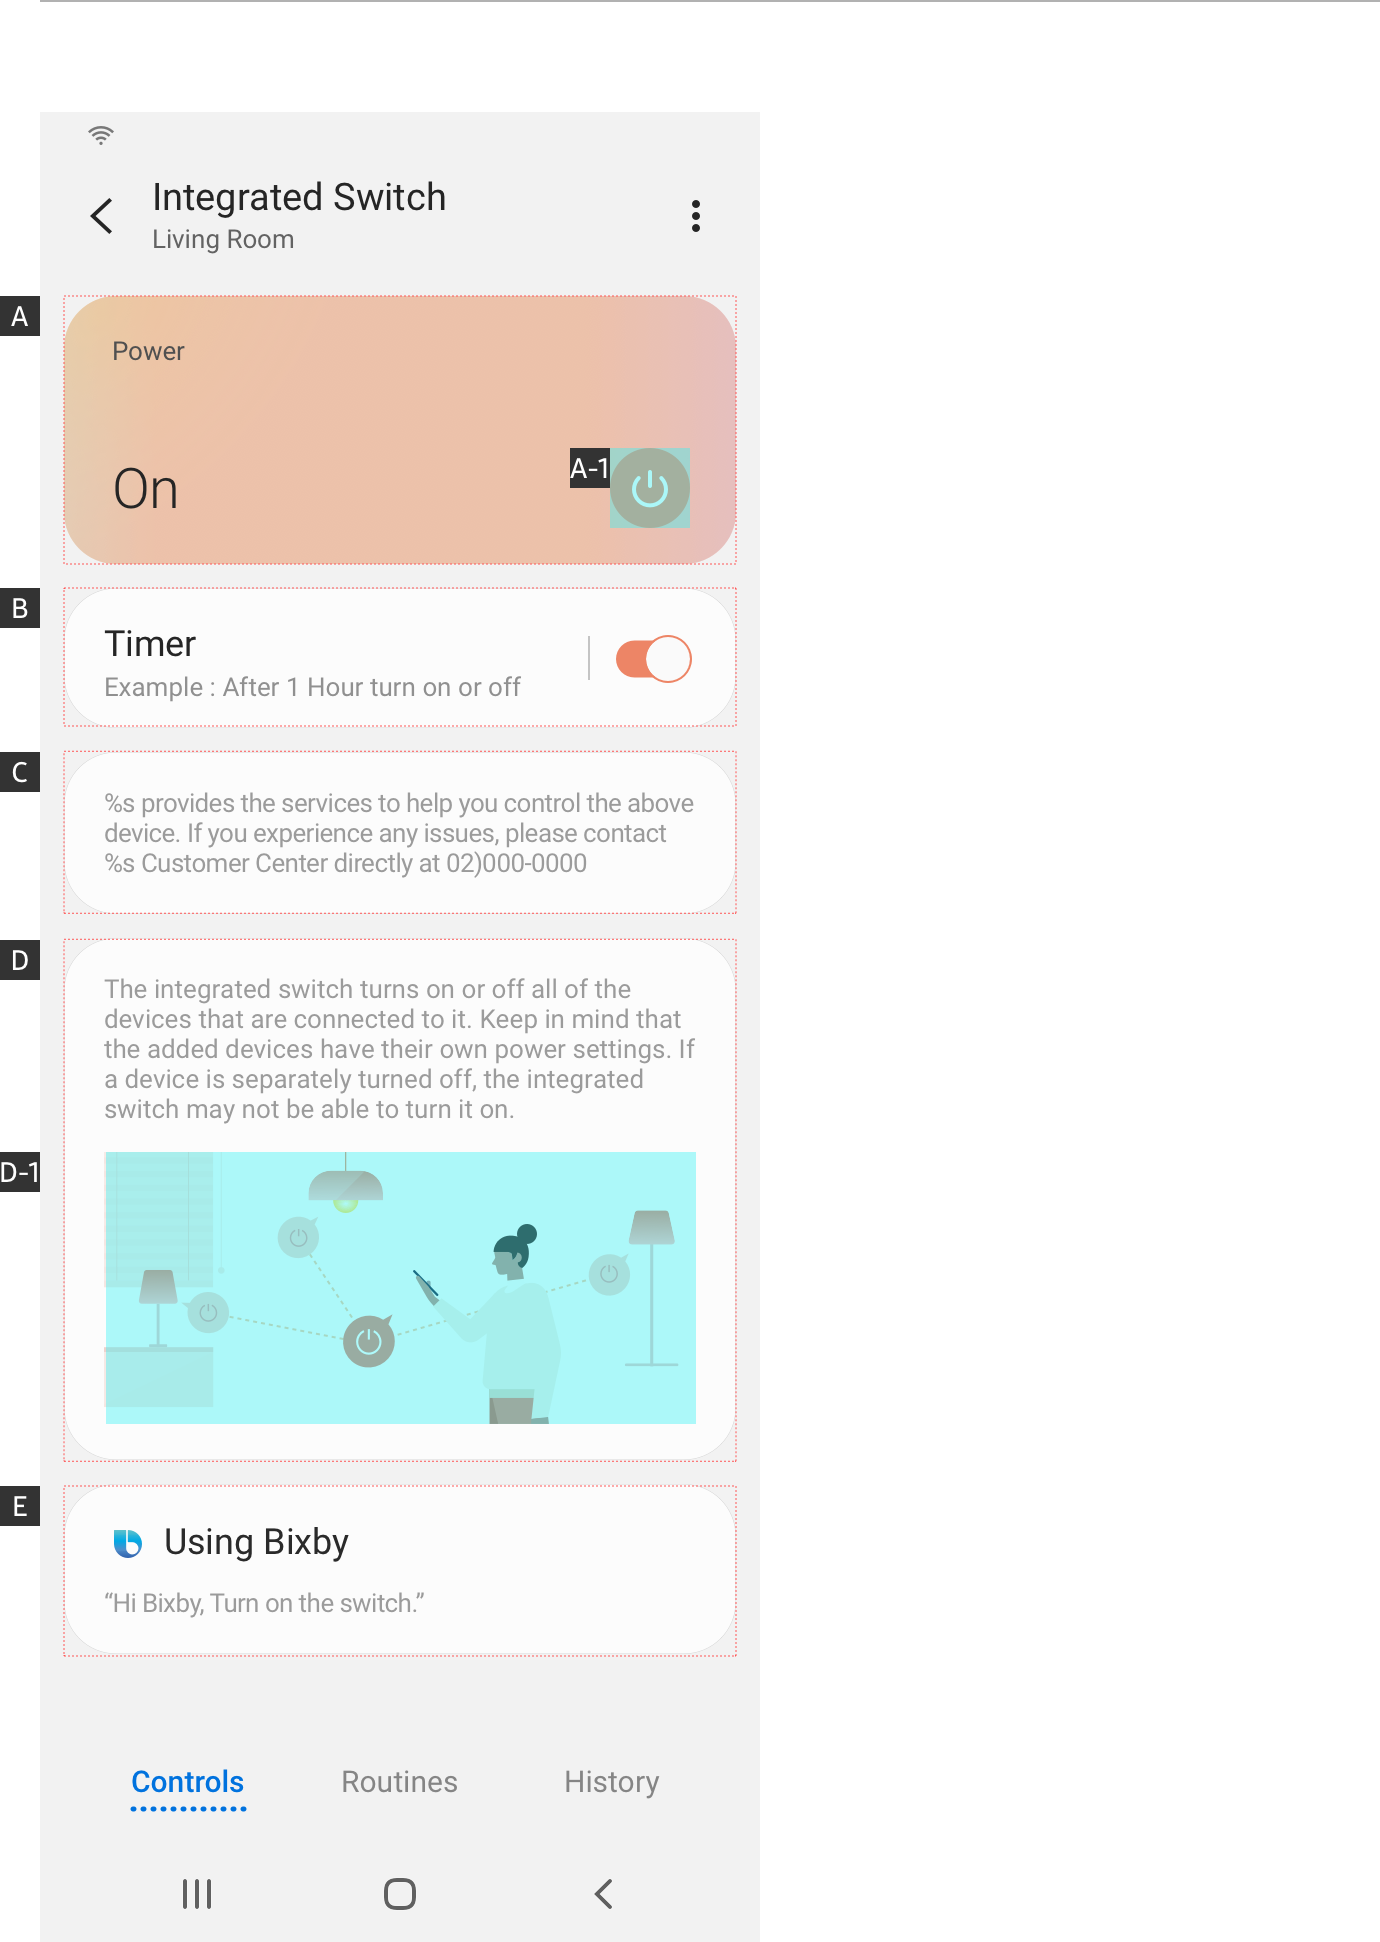 Integrated Switch
Living Room
A
Power
On
A-1
B
Timer
Example : After 1 Hour turn on or off
C
%s provides the services to help you control the above
device. If you experience any issues, please contact
%s Customer Center directly at 02)000-0000
D
The integrated switch turns on or off all of the
devices that are connected to it. Keep in mind that
the added devices have their own power settings. If
a device is separately turned off, the integrated
switch may not be able to turn it on.
D-1
E
Using Bixby
“Hi Bixby, Turn on the switch.”
Controls Routines History